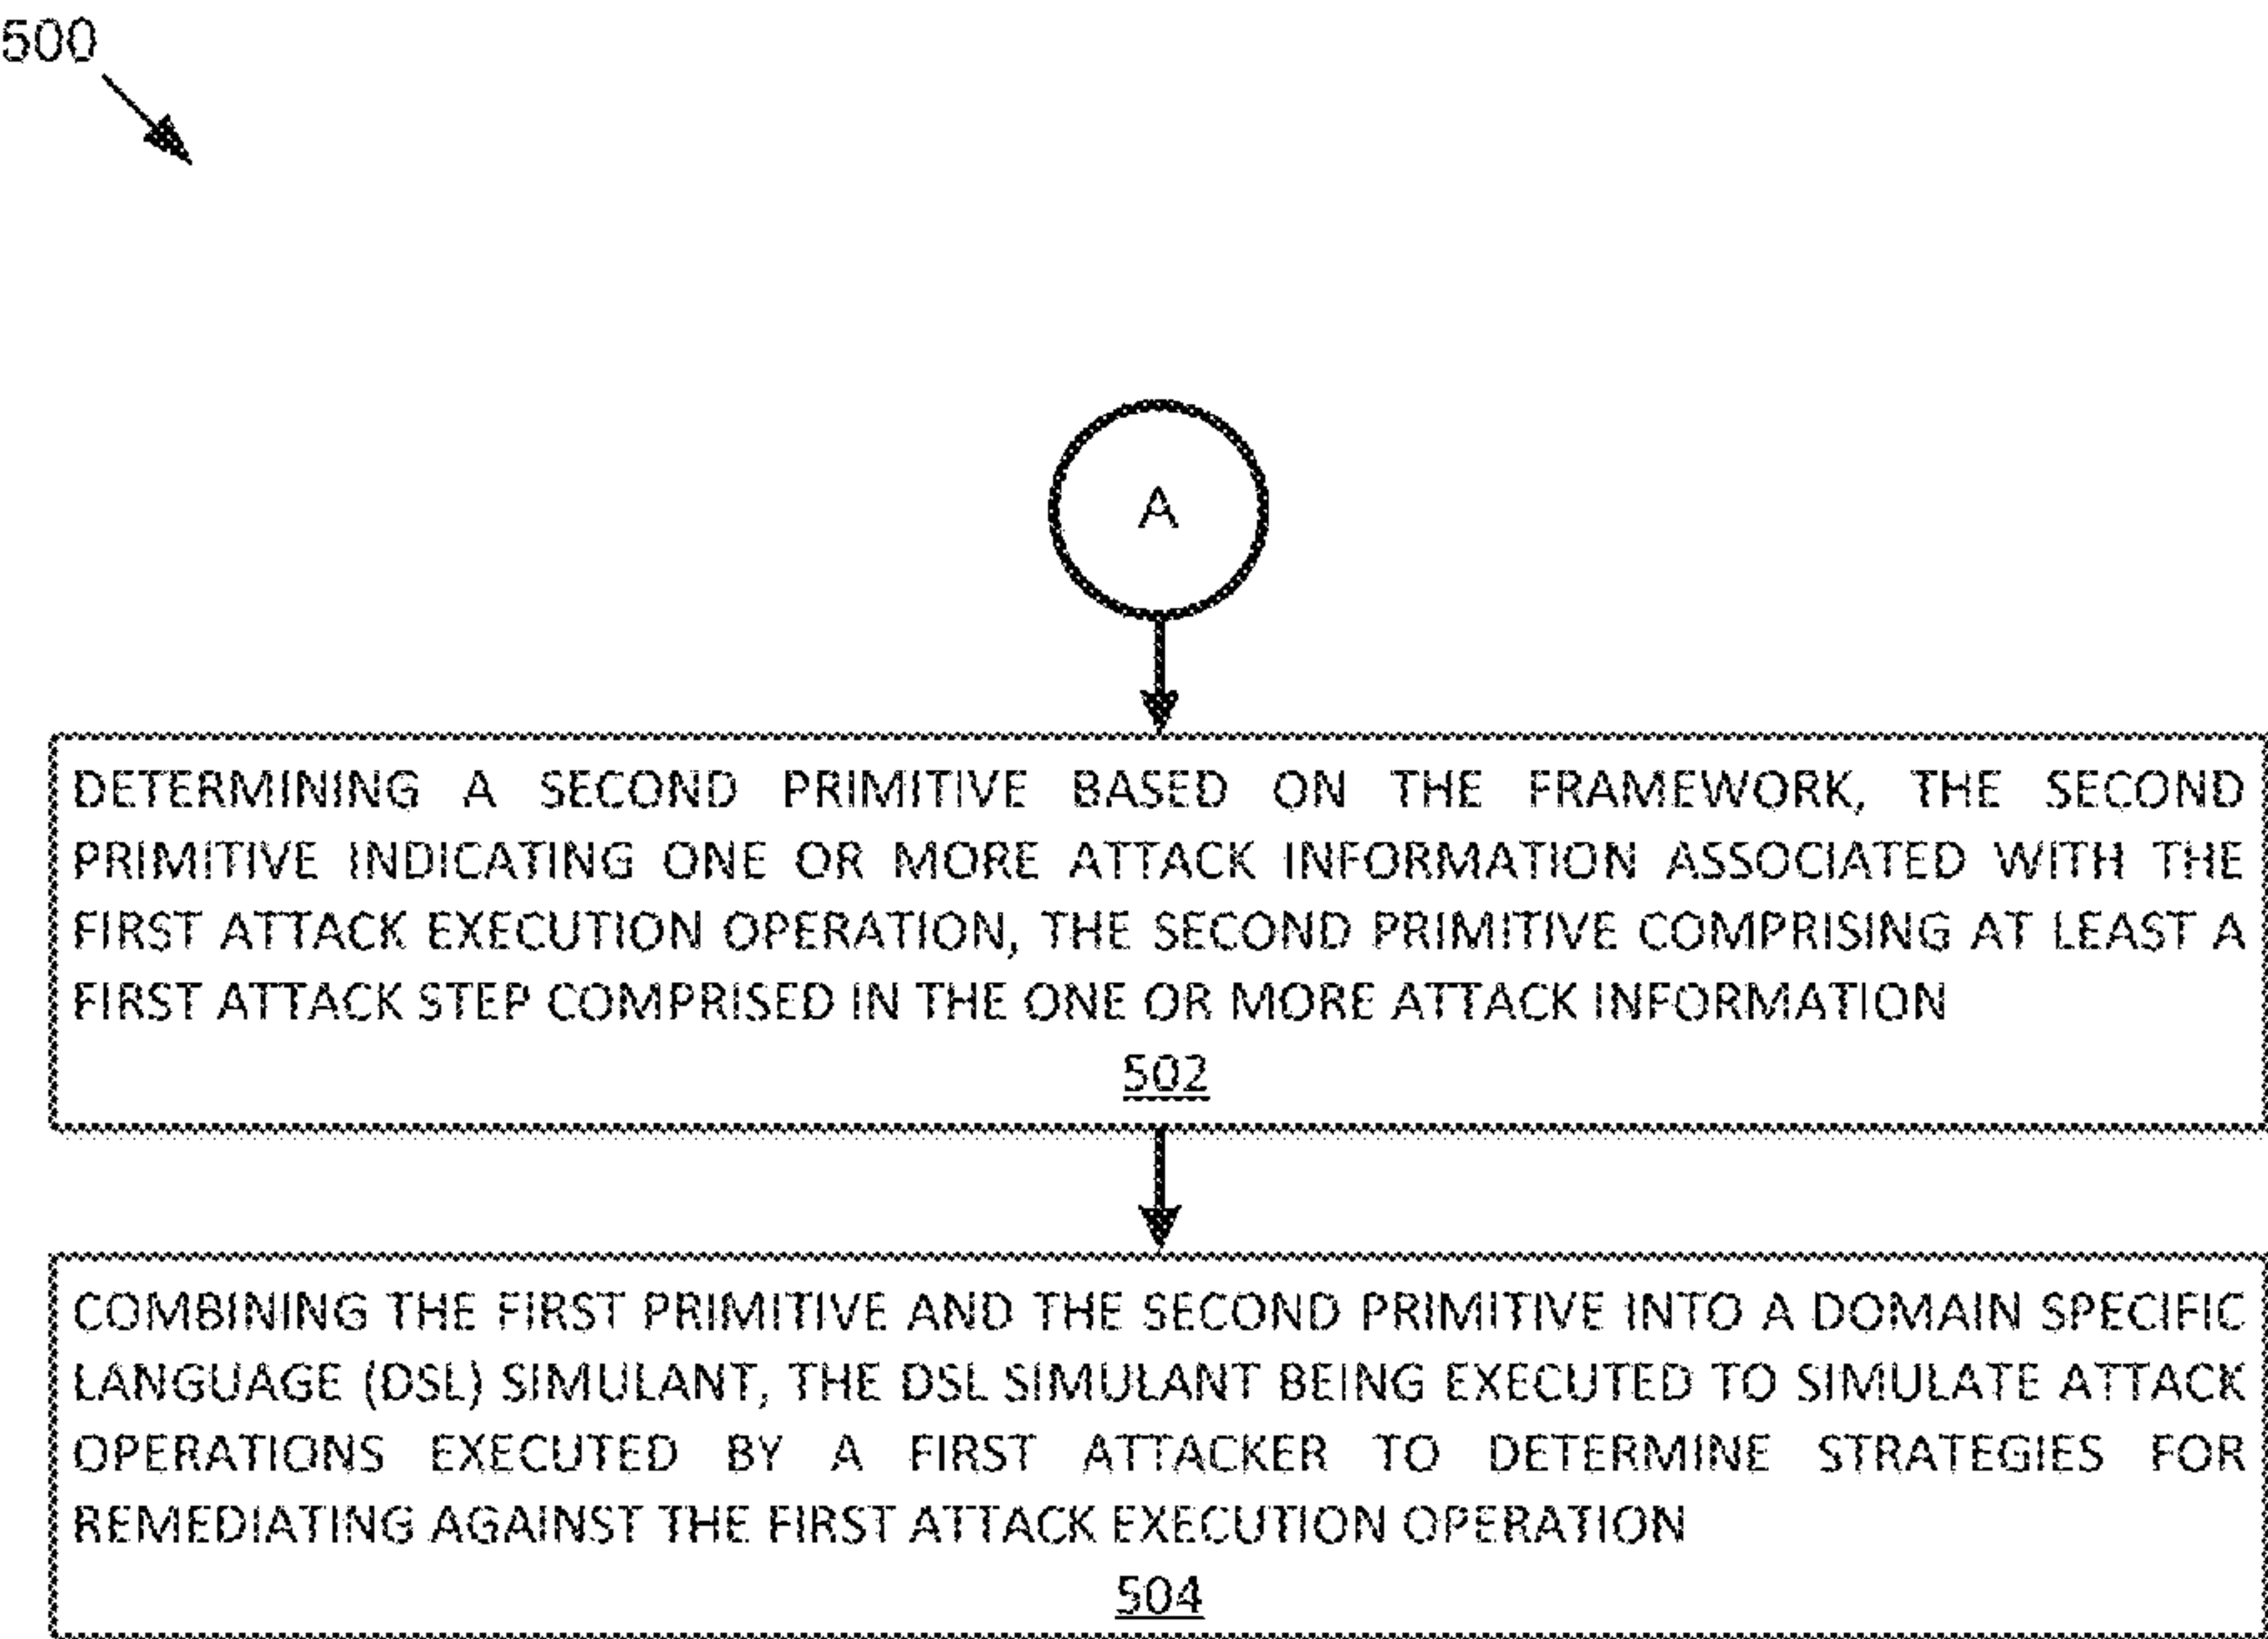 500
A
DETERMINING A SECOND PRIMITIVE BASED ON THE FRAMEWORK, THE SECOND
PRIMITIVE INDICATING ONE OR MORE ATTACK INFORMATION ASSOCIATED WITH THE
FIRST ATTACK EXECUTION OPERATION, THE SECOND PRIMITIVE COMPRISING AT LEAST A
FIRST ATTACK STEP COMPRISED IN THE ONE OR MORE ATTACK INFORMATION
502
COMBINING THE FIRST PRIMITIVE AND THE SECOND PRIMITIVE INTO A DOMAIN SPECIFIC
LANGUAGE (DSL) SIMULANT, THE DSL SIMULANT BEING EXECUTED TO SIMULATE ATTACK
OPERATIONS EXECUTED BY A FIRST ATTACKER TO DETERMINE STRATEGIES FOR
REMEDIATING AGAINST THE FIRST ATTACK EXECUTION OPERATION
504